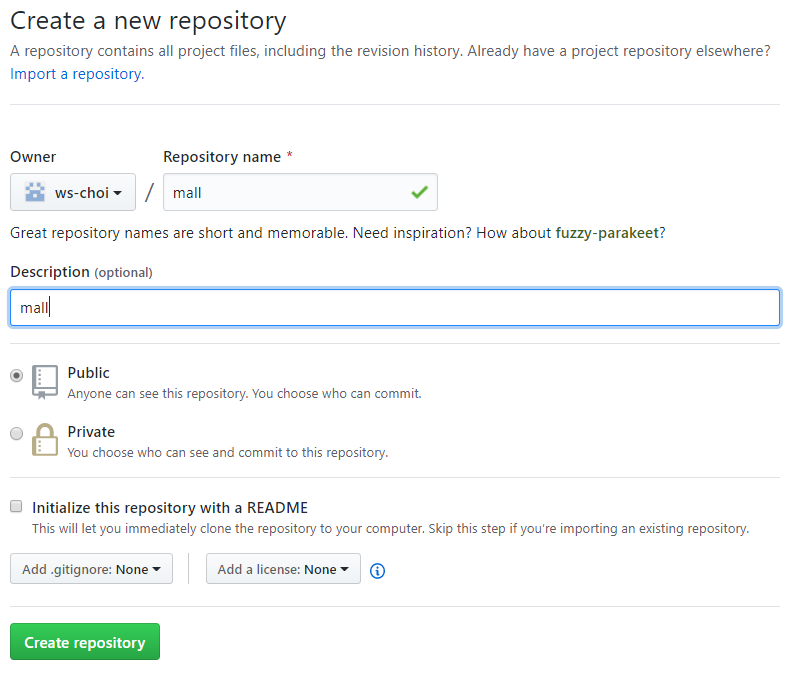 Create a new repository
A repository contains all project files, including the revision history. Already have a project repository elsewhere?
Import a repository.
Owner Repository name *
ws-choi / mall
Great repository names are short and memorable. Need inspiration? How about fuzzy-parakeet?
Description (optional)
mall
Public
Anyone can see this repository. You choose who can commit.
Private
You choose who can see and commit to this repository.
Initialize this repository with a README
This will let you immediately clone the repository to your computer. Skip this step if you're importing an existing repository.
Add .gitignore: None Add a license: None
Create repository